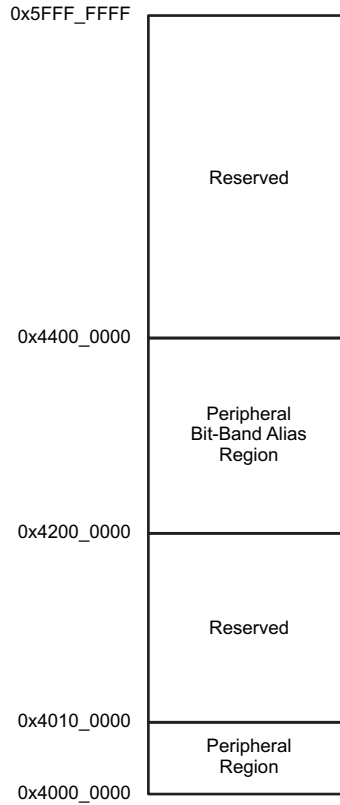 0x5FFF_FFFF
Reserved
0x4400_0000
Peripheral
Bit-Band Alias
Region
0x4200_0000
Reserved
0x4010_0000
Peripheral
Region
0x4000_0000